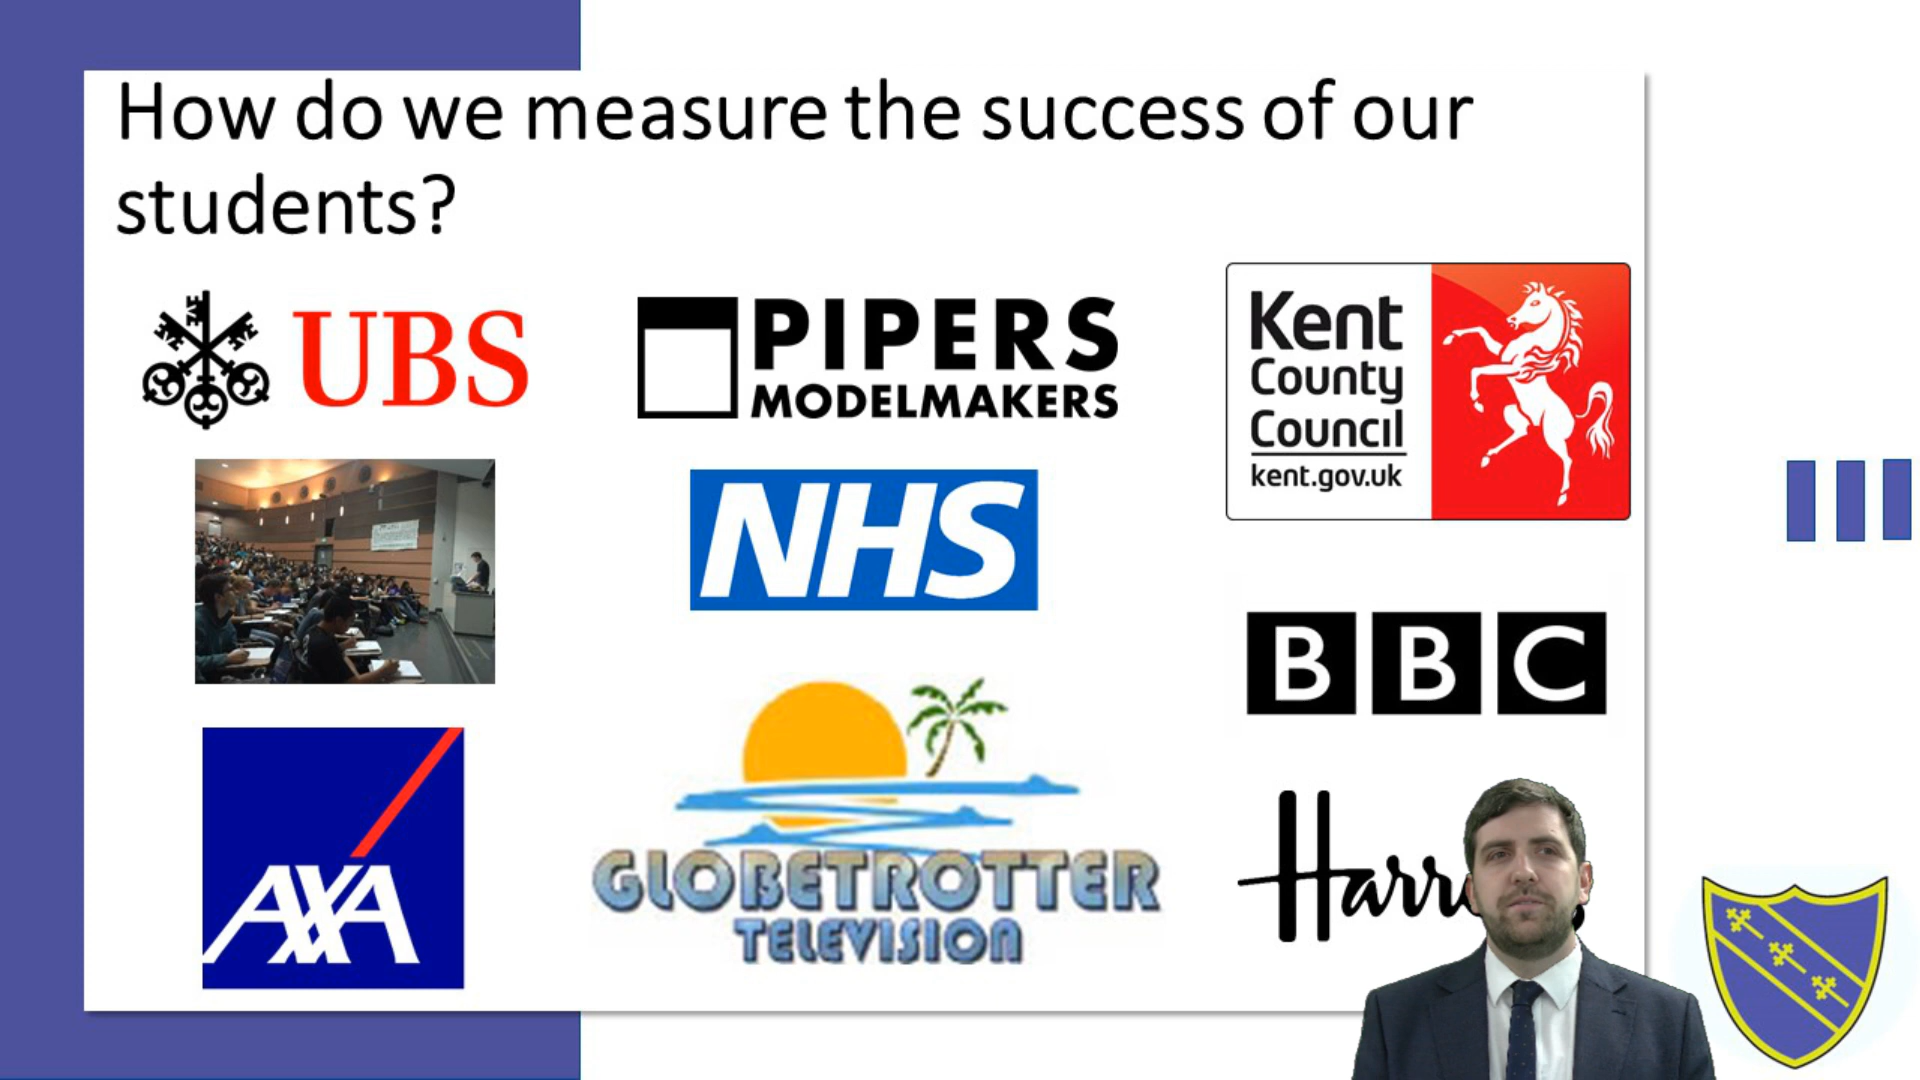 How do we measure the success of our
students?
UBS
PIPERS
MODELMAKERS
Kent
County
Council
kent.gov.uk
NHS
BBC
AXA
GLOBETROTTER
TELEVISION